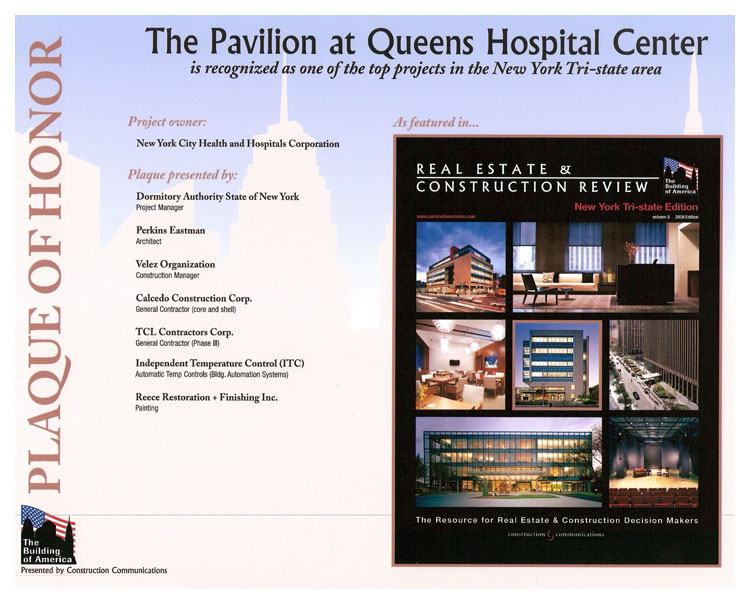 The Pavilion at Queens Hospital Center
is recognized as one of the top projects in the New York Tri-state area
PLAQUE OF HONOR
Project owner:
New York City Health and Hospitals Corporation
Plaque presented by:
Dormitory Authority State of New York
Project Manager
Perkins Eastman
Architect
Velez Organization
Construction Manager
Calcedo Construction Corp.
General Contractor (core and shell)
TCL Contractors Corp.
General Contractor (Phase III)
Independent Temperature Control (ITC)
Automatic Temp Controls (Bldg. Automation Systems)
Reece Restoration + Finishing Inc.
Painting
As featured in...
REAL ESTATE &
CONSTRUCTION REVIEW
The
Building
of America
New York Tri-state Edition
www.constructionreview.com
volume 5 2008 Edition
The Resource for Real Estate & Construction Decision Makers
construction communications
The
Building
of America
Presented by Construction Communications